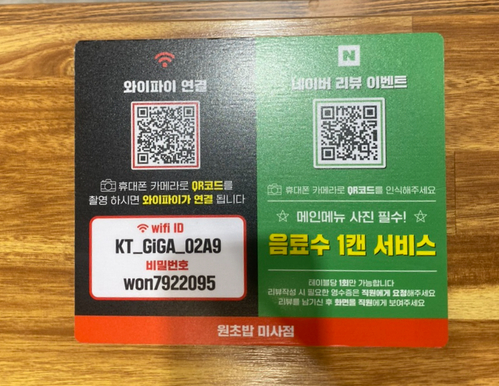 와이파이 연결
휴대폰 카메라로 QR코드를
촬영 하시면 와이파이가 연결 됩니다
wifi ID
KT_GiGA_02A9
비밀번호
won7922095
N
네이버 리뷰 이벤트
휴대폰 카메라로 QR코드를 인식해주세요
☆ 메인메뉴 사진 필수! ☆
음료수 1캔 서비스
테이블당 1회만 가능합니다
리뷰작성 시 필요한 영수증은 직원에게 요청해주세요
리뷰를 남기신 후 화면을 직원에게 보여주세요
원초밥 미사점